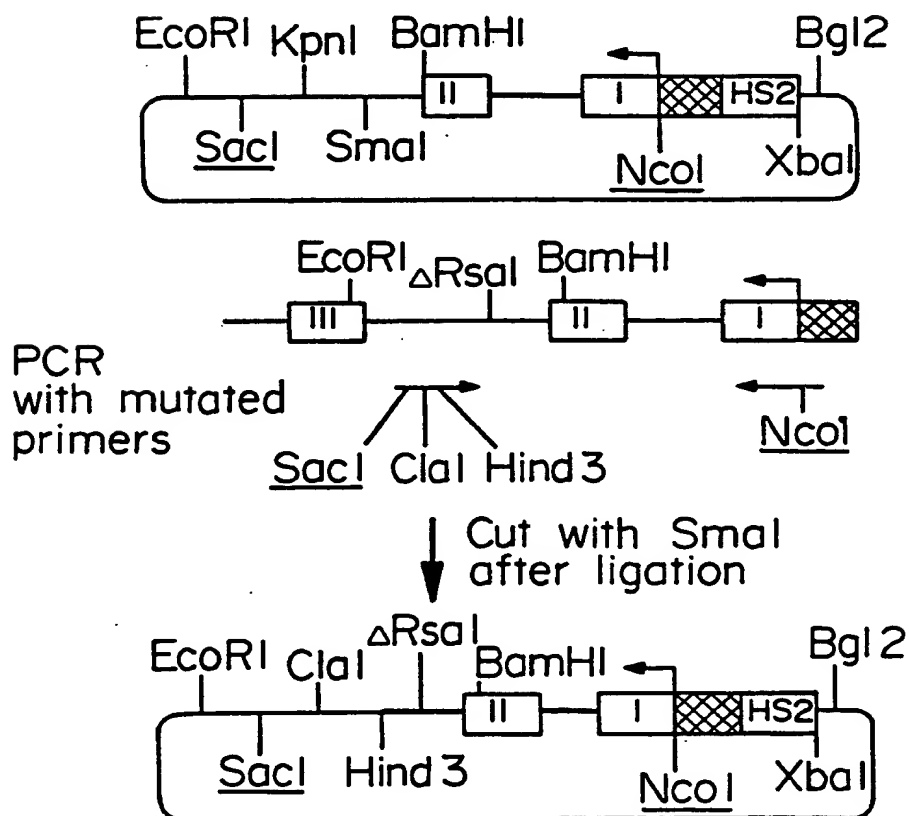 EcoRI KpnI BamHI Bgl2
II I HS2
SacI SmaI NcoI XbaI
EcoRI ΔRsaI BamHI
III II I
PCR
with mutated
primers
NcoI
SacI ClaI Hind3
Cut with SmaI
after ligation
EcoRI ClaI ΔRsaI BamHI Bgl2
II I HS2
SacI Hind3 NcoI XbaI